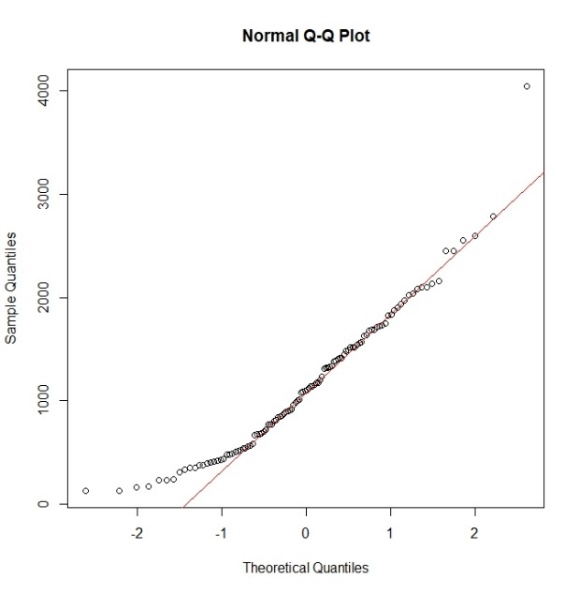 Normal Q-Q Plot
4000
3000
2000
1000
0
Sample Quantiles
-2 -1 0 1 2
Theoretical Quantiles